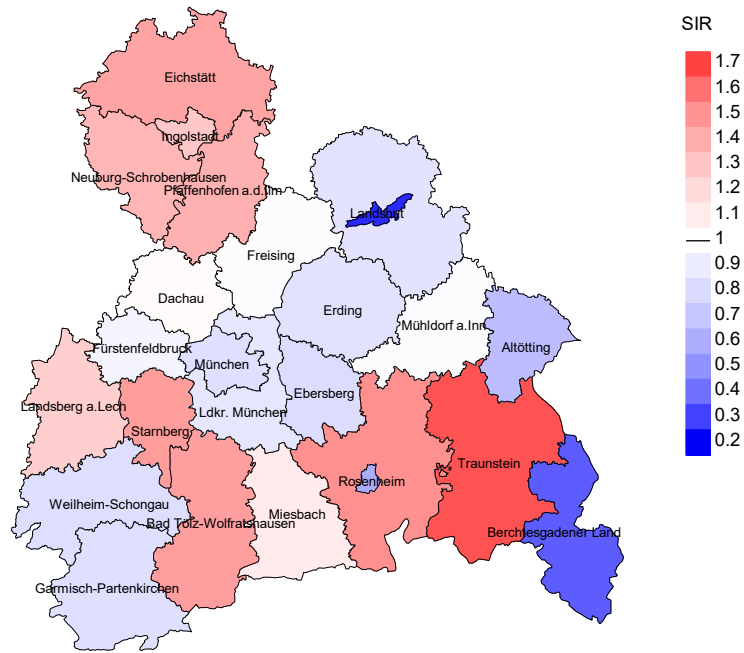 SIR
1.7
1.6
1.5
1.4
1.3
1.2
1.1
1
0.9
0.8
0.7
0.6
0.5
0.4
0.3
0.2
Eichstätt
Ingolstadt
Neuburg-Schrobenhausen
Pfaffenhofen a.d.Ilm
Landshut
Freising
Dachau
Erding
Mühldorf a.Inn
Altötting
Fürstenfeldbruck
München
Ebersberg
Landsberg a.Lech
Ldkr. München
Starnberg
Traunstein
Rosenheim
Weilheim-Schongau
Miesbach
Bad Tölz-Wolfratshausen
Berchtesgadener Land
Garmisch-Partenkirchen